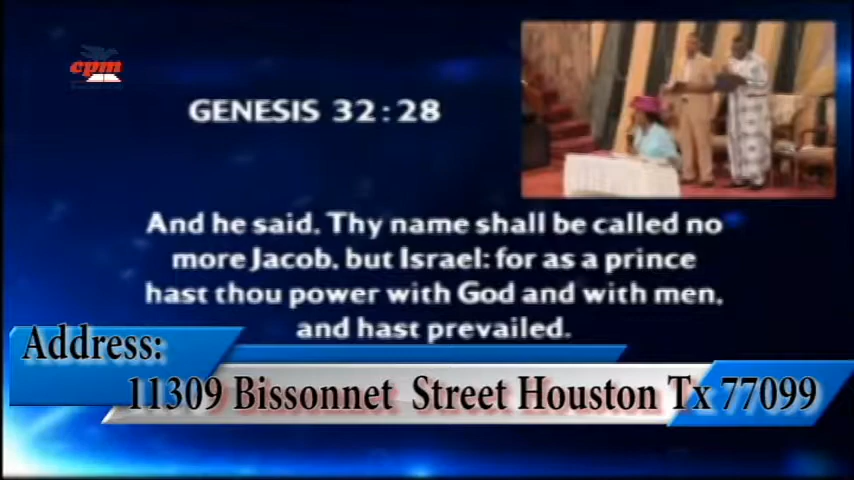 cpm
GENESIS 32:28
And he said, Thy name shall be called no
more Jacob, but Israel: for as a prince
hast thou power with God and with men,
and hast prevailed.
Address:
11309 Bissonnet Street Houston Tx 77099